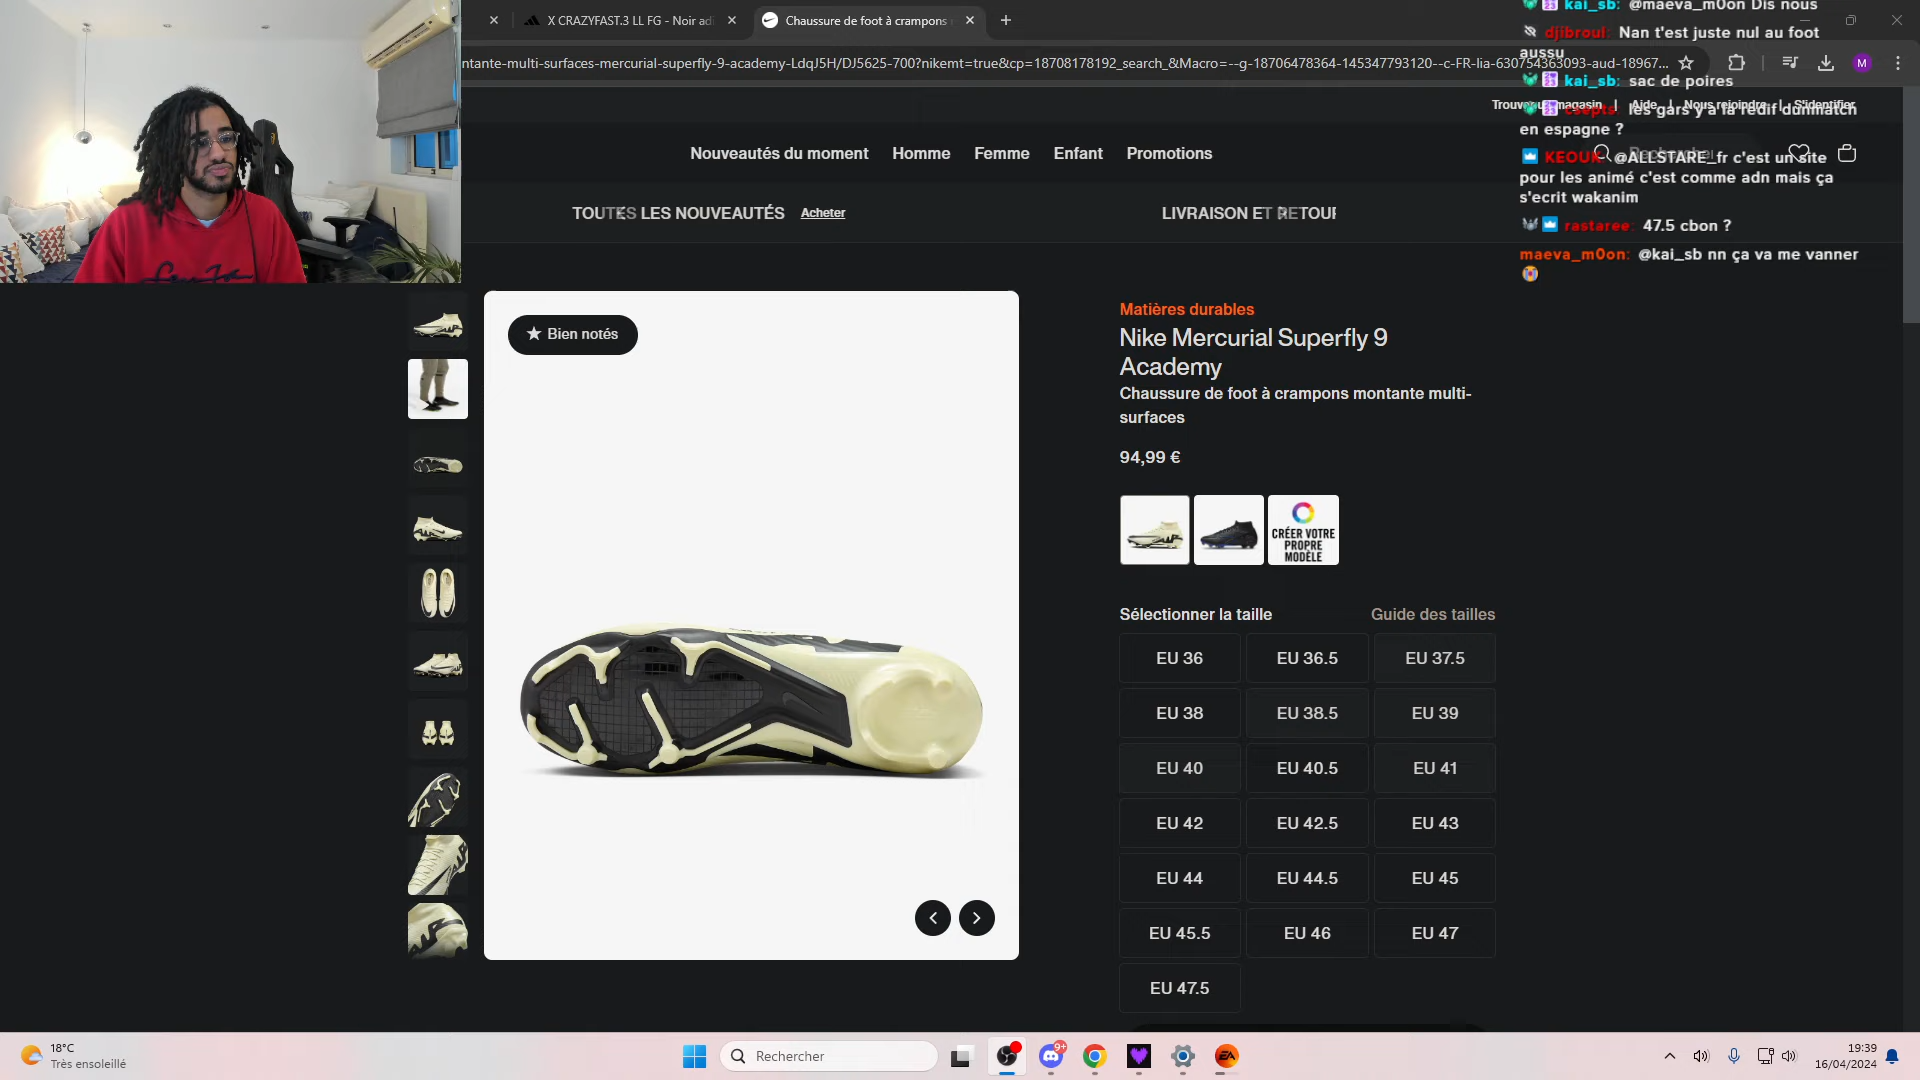 X CRAZYFAST.3 LL FG - Noir adi
Chaussure de foot à crampons
ntante-multi-surfaces-mercurial-superfly-9-academy-LdqJ5H/DJ5625-700?nikemt=true&cp=18708178192_search_&Macro=--g-18706478364-145347793120--c-FR-lia-630754363093-aud-18967...
M
kai_sb: @maeva_m0on Dis nous
djibroul: Nan t'est juste nul au foot
aussu
kai_sb: sac de poires
les gars y'a la redif dunmatch
en espagne ?
KEOUK-: @ALLSTARE_fr c'est un site
pour les animé c'est comme adn mais ça
s'ecrit wakanim
rastaree: 47.5 cbon ?
maeva_m0on: @kai_sb nn ça va me vanner
Aide | Nous rejoindre | S'identifier
Nouveautés du moment Homme Femme Enfant Promotions
TOUTES LES NOUVEAUTÉS Acheter
LIVRAISON ET RETOUR
★ Bien notés
Matières durables
Nike Mercurial Superfly 9
Academy
Chaussure de foot à crampons montante multi-
surfaces
94,99 €
CRÉER VOTRE
PROPRE
MODÈLE
Sélectionner la taille Guide des tailles
EU 36 EU 36.5 EU 37.5
EU 38 EU 38.5 EU 39
EU 40 EU 40.5 EU 41
EU 42 EU 42.5 EU 43
EU 44 EU 44.5 EU 45
EU 45.5 EU 46 EU 47
EU 47.5
18°C
Très ensoleillé
Rechercher
9+
EA
19:39
16/04/2024